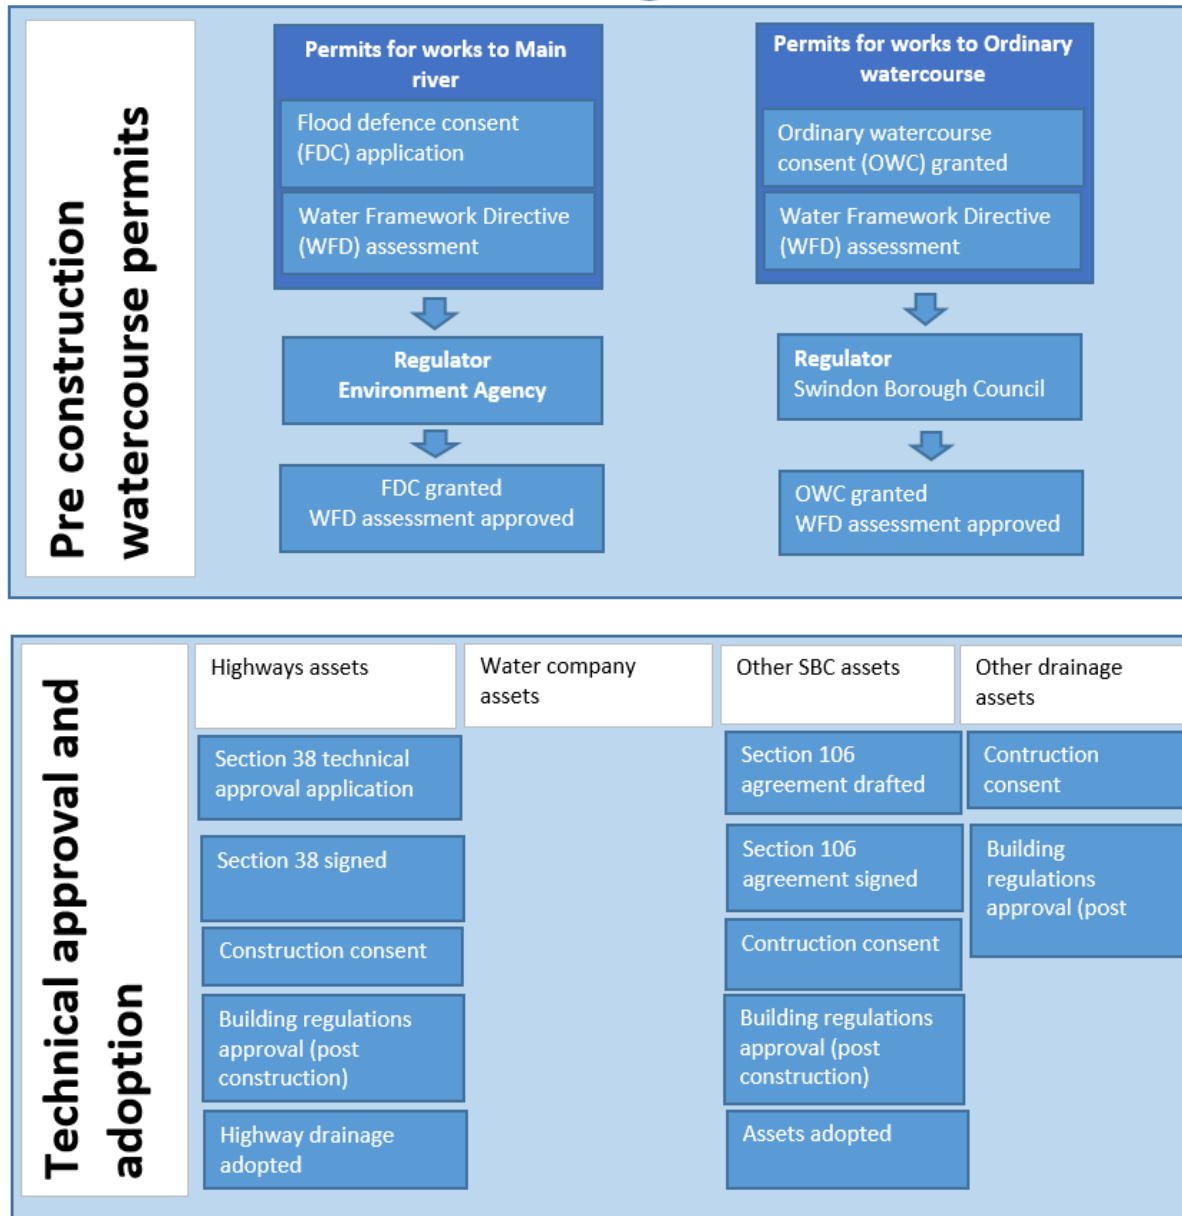 Pre construction
watercourse permits
Permits for works to Main
river
Flood defence consent
(FDC) application
Water Framework Directive
(WFD) assessment
Regulator
Environment Agency
FDC granted
WFD assessment approved
Permits for works to Ordinary
watercourse
Ordinary watercourse
consent (OWC) granted
Water Framework Directive
(WFD) assessment
Regulator
Swindon Borough Council
OWC granted
WFD assessment approved
Technical approval and
adoption
Highways assets
Section 38 technical
approval application
Section 38 signed
Construction consent
Building regulations
approval (post
construction)
Highway drainage
adopted
Water company
assets
Other SBC assets
Section 106
agreement drafted
Section 106
agreement signed
Contruction consent
Building regulations
approval (post
construction)
Assets adopted
Other drainage
assets
Contruction
consent
Building
regulations
approval (post